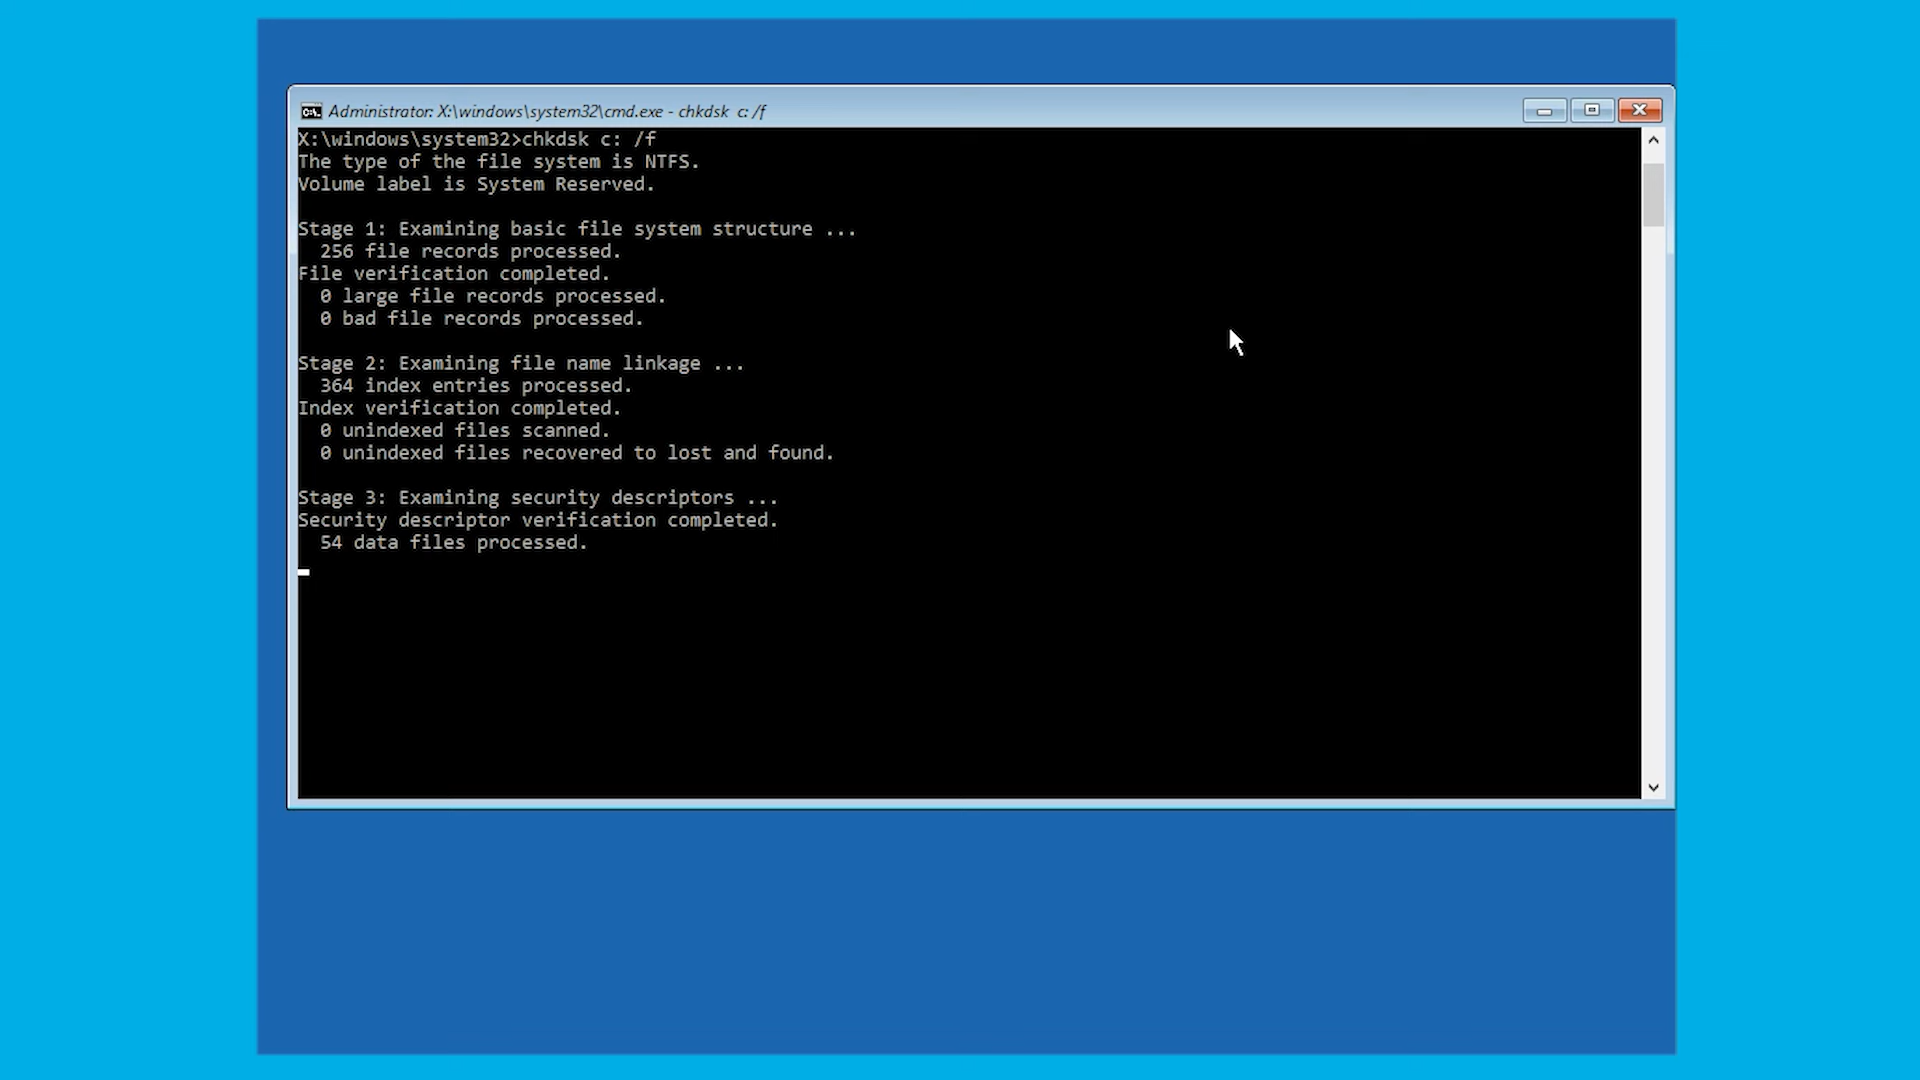 Administrator: X:\windows\system32\cmd.exe - chkdsk  c: /f
X:\windows\system32>chkdsk c: /f
The type of the file system is NTFS.
Volume label is System Reserved.
Stage 1: Examining basic file system structure ...
256 file records processed.
File verification completed.
0 large file records processed.
0 bad file records processed.
Stage 2: Examining file name linkage ...
364 index entries processed.
Index verification completed.
0 unindexed files scanned.
0 unindexed files recovered to lost and found.
Stage 3: Examining security descriptors ...
Security descriptor verification completed.
54 data files processed.